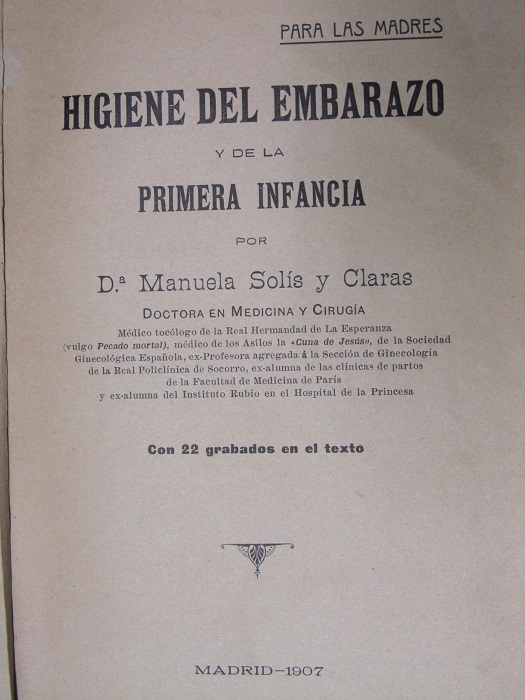 PARA LAS MADRES
HIGIENE DEL EMBARAZO
Y DE LA
PRIMERA INFANCIA
POR
D.ª Manuela Solís y Claras
DOCTORA EN MEDICINA Y CIRUGÍA
Médico tocólogo de la Real Hermandad de La Esperanza
(vulgo Pecado mortal), médico de los Asilos la «Cuna de Jesús», de la Sociedad
Ginecológica Española, ex-Profesora agregada á la Sección de Ginecología
de la Real Policlínica de Socorro, ex-alumna de las clínicas de partos
de la Facultad de Medicina de París
y ex-alumna del Instituto Rubio en el Hospital de la Princesa
Con 22 grabados en el texto
MADRID—1907